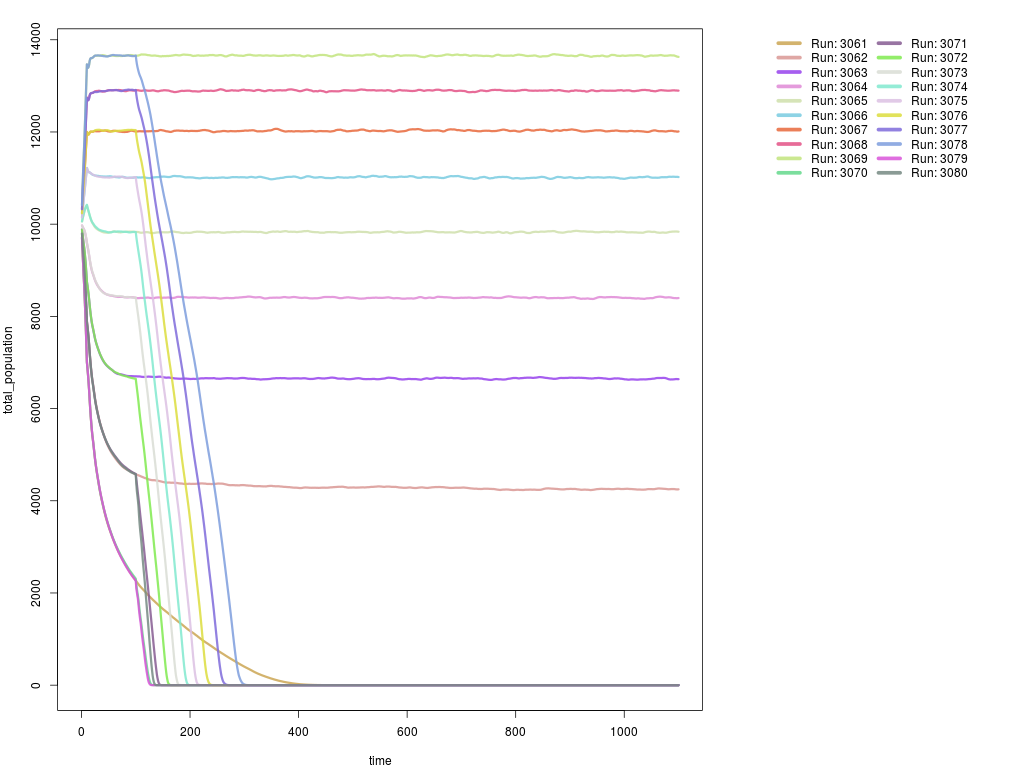 total_population
14000
12000
10000
8000
6000
4000
2000
0
0 200 400 600 800 1000
time
Run: 3061 Run: 3071
Run: 3062 Run: 3072
Run: 3063 Run: 3073
Run: 3064 Run: 3074
Run: 3065 Run: 3075
Run: 3066 Run: 3076
Run: 3067 Run: 3077
Run: 3068 Run: 3078
Run: 3069 Run: 3079
Run: 3070 Run: 3080